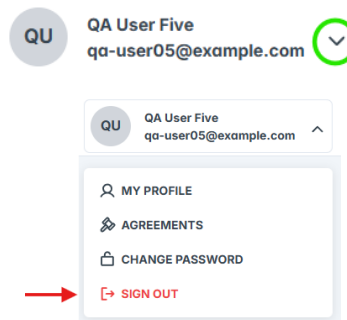 QU
QA User Five
qa-user05@example.com
QU
QA User Five
qa-user05@example.com
MY PROFILE
AGREEMENTS
CHANGE PASSWORD
SIGN OUT